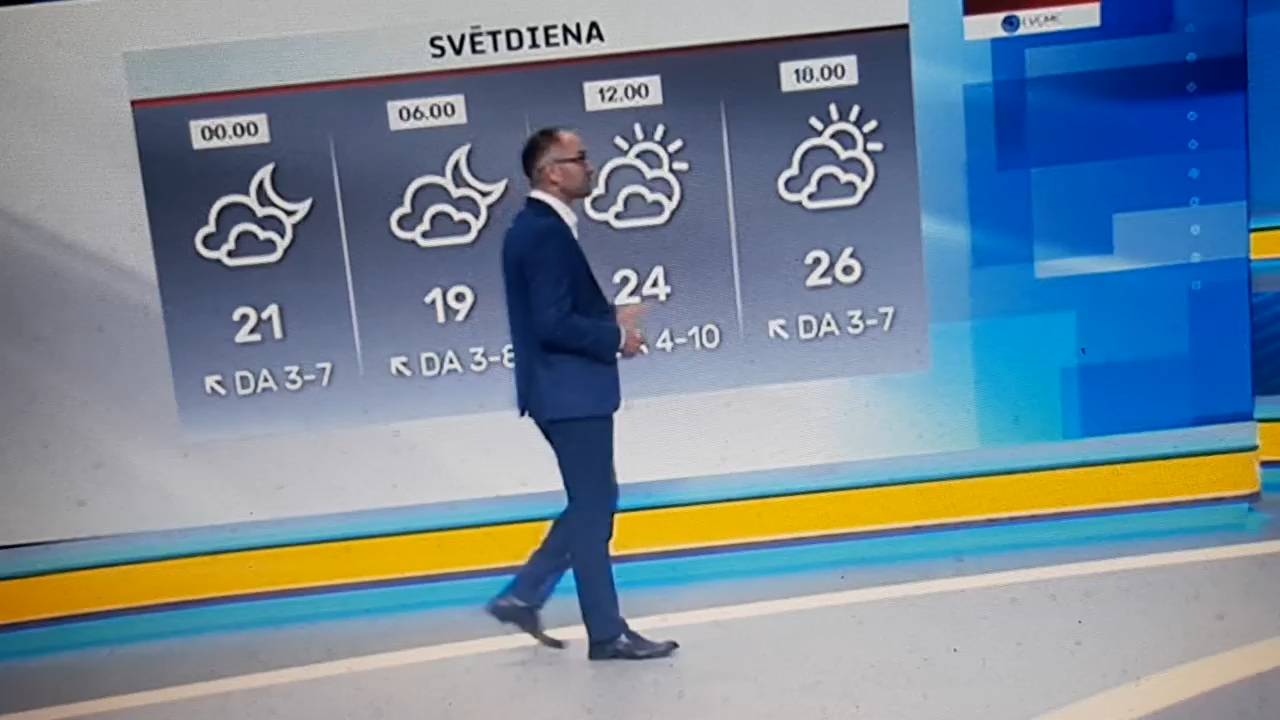 LVĢMC
SVĒTDIENA
00.00
06.00
12.00
18.00
21
19
24
26
DA 3-7
DA 3-8
4-10
DA 3-7